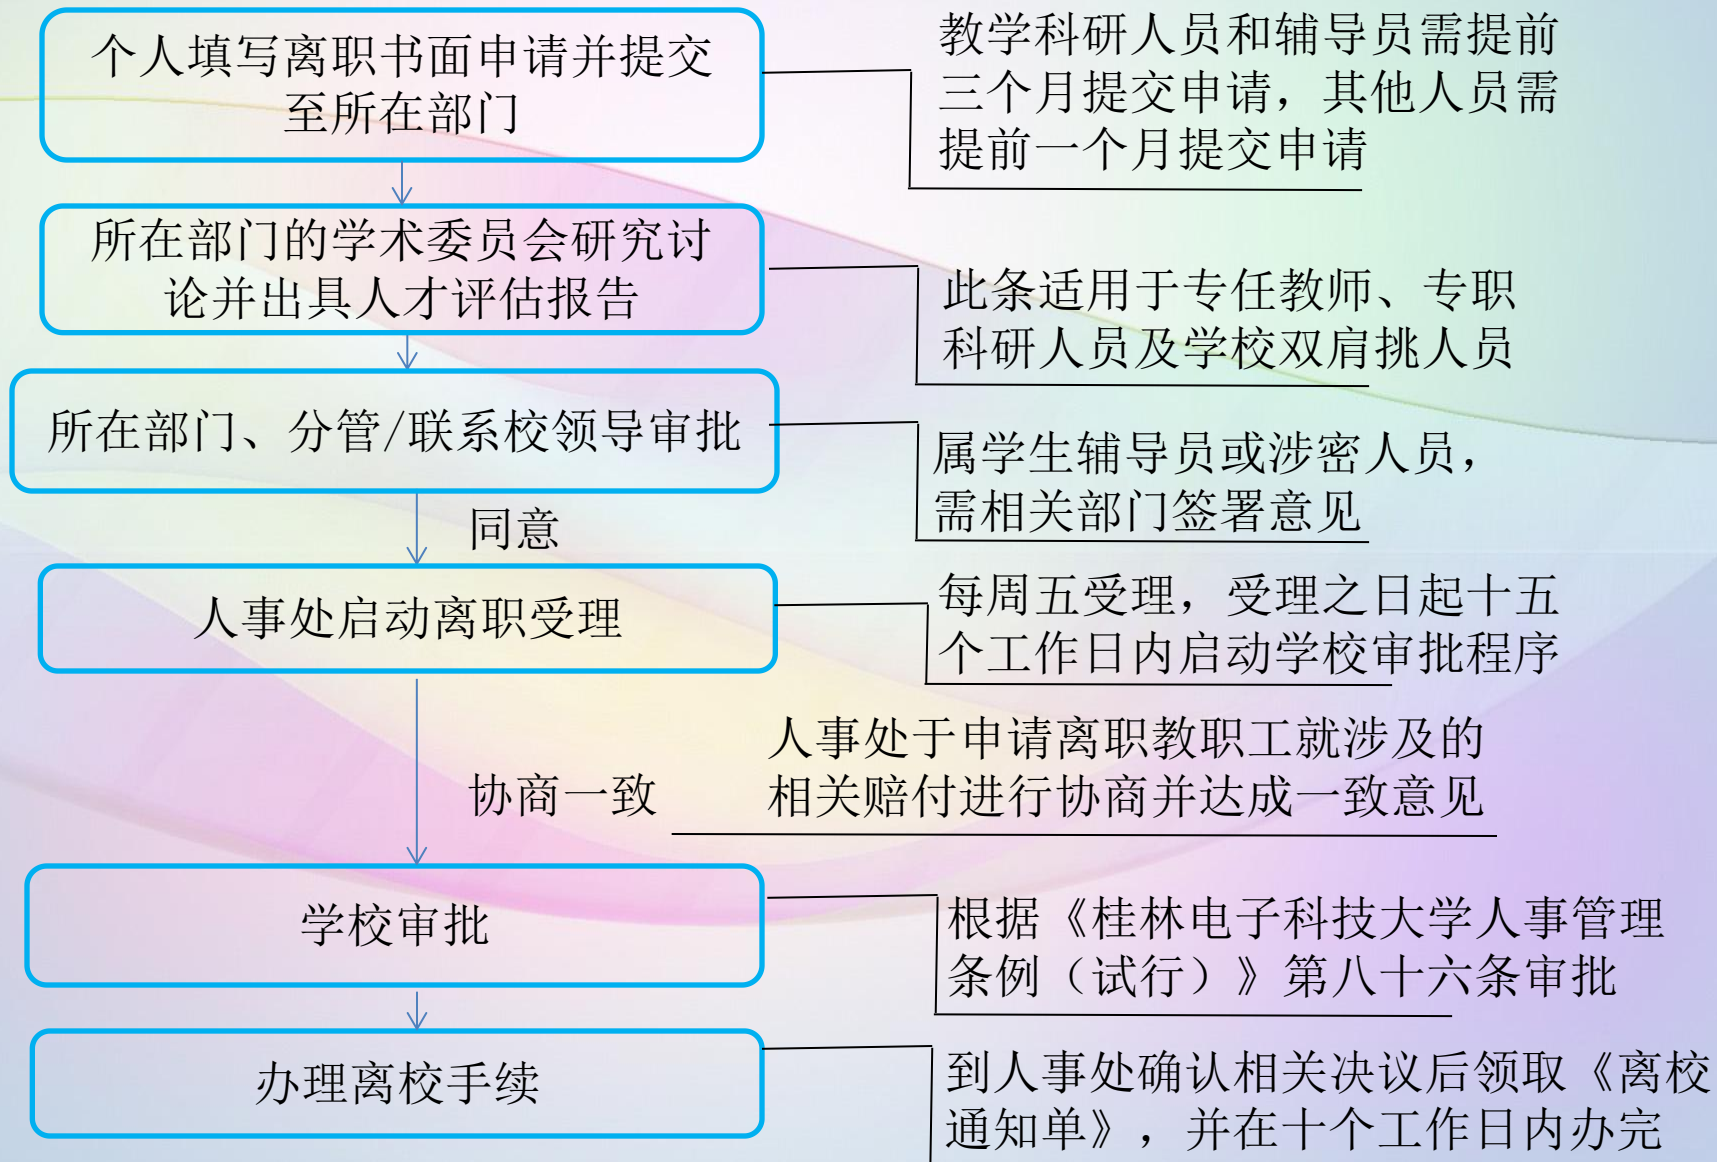 个人填写离职书面申请并提交
至所在部门
教学科研人员和辅导员需提前
三个月提交申请，其他人员需
提前一个月提交申请
所在部门的学术委员会研究讨
论并出具人才评估报告
此条适用于专任教师、专职
科研人员及学校双肩挑人员
所在部门、分管/联系校领导审批
属学生辅导员或涉密人员，
需相关部门签署意见
同意
人事处启动离职受理
每周五受理，受理之日起十五
个工作日内启动学校审批程序
协商一致
人事处于申请离职教职工就涉及的
相关赔付进行协商并达成一致意见
学校审批
根据《桂林电子科技大学人事管理
条例（试行）》第八十六条审批
办理离校手续
到人事处确认相关决议后领取《离校
通知单》，并在十个工作日内办完